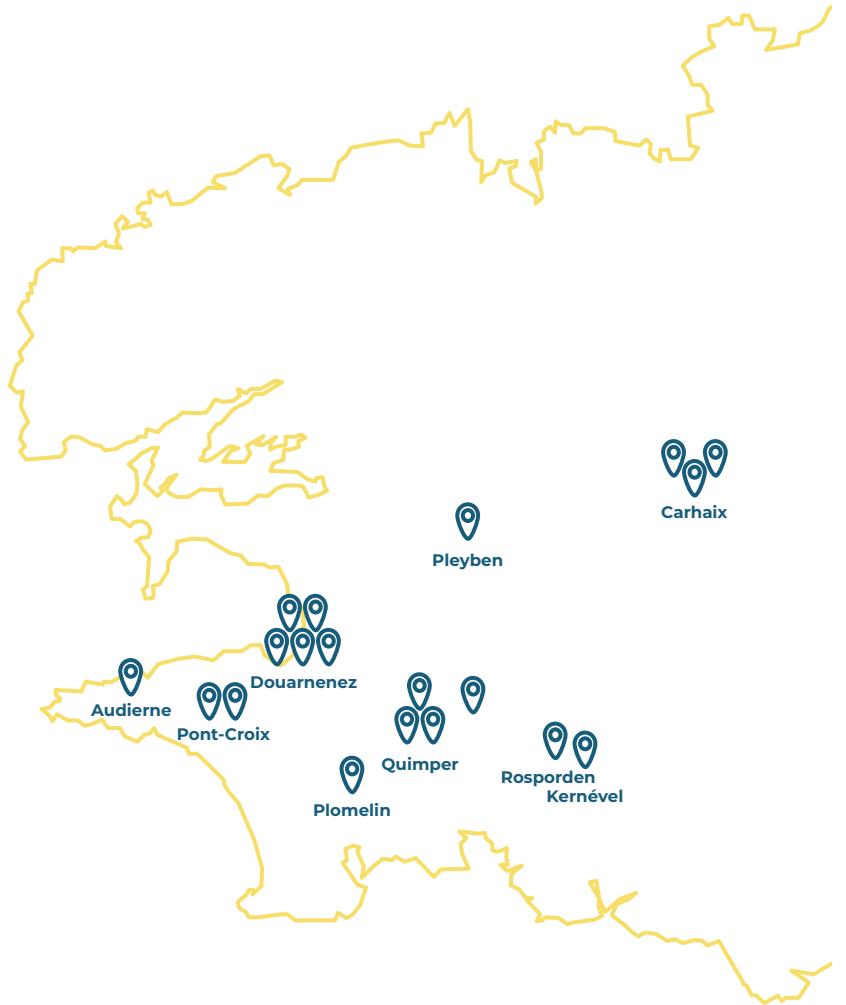 Carhaix
Pleyben
Douarnenez
Audierne
Pont-Croix
Quimper
Rosporden
Kernével
Plomelin